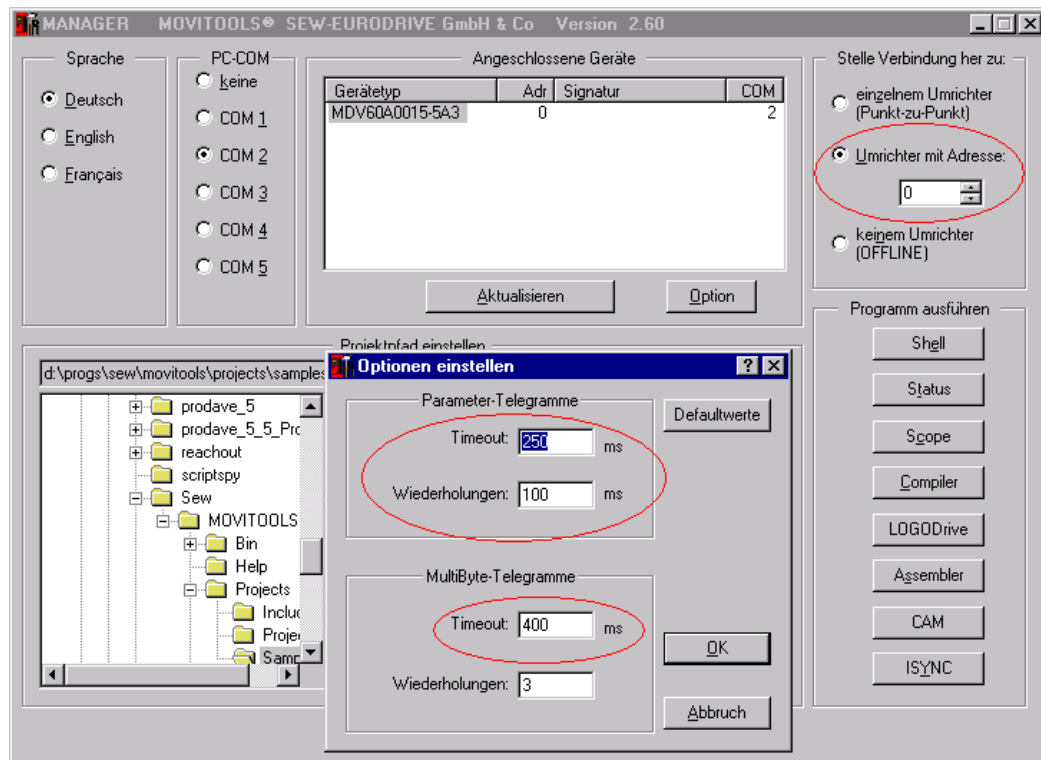 MANAGER MOVITOOLS® SEW-EURODRIVE GmbH & Co Version 2.60
Sprache
Deutsch
English
Français
PC-COM
keine
COM 1
COM 2
COM 3
COM 4
COM 5
Angeschlossene Geräte
Gerätetyp Adr Signatur COM
MDV60A0015-5A3 0 2
Aktualisieren Option
Stelle Verbindung her zu:
einzelnem Umrichter
(Punkt-zu-Punkt)
Umrichter mit Adresse:
0
keinem Umrichter
(OFFLINE)
Programm ausführen
Shell
Status
Scope
Compiler
LOGODrive
Assembler
CAM
ISYNC
Projektpfad einstellen
d:\progs\sew\movitools\projects\samples
prodave_5
prodave_5_5_Pro
reachout
scriptspy
Sew
MOVITOOLS
Bin
Help
Projects
Includ
Projec
Samp
Optionen einstellen
Parameter-Telegramme
Timeout: 250 ms
Wiederholungen: 100 ms
MultiByte-Telegramme
Timeout: 400 ms
Wiederholungen: 3
Defaultwerte
OK
Abbruch